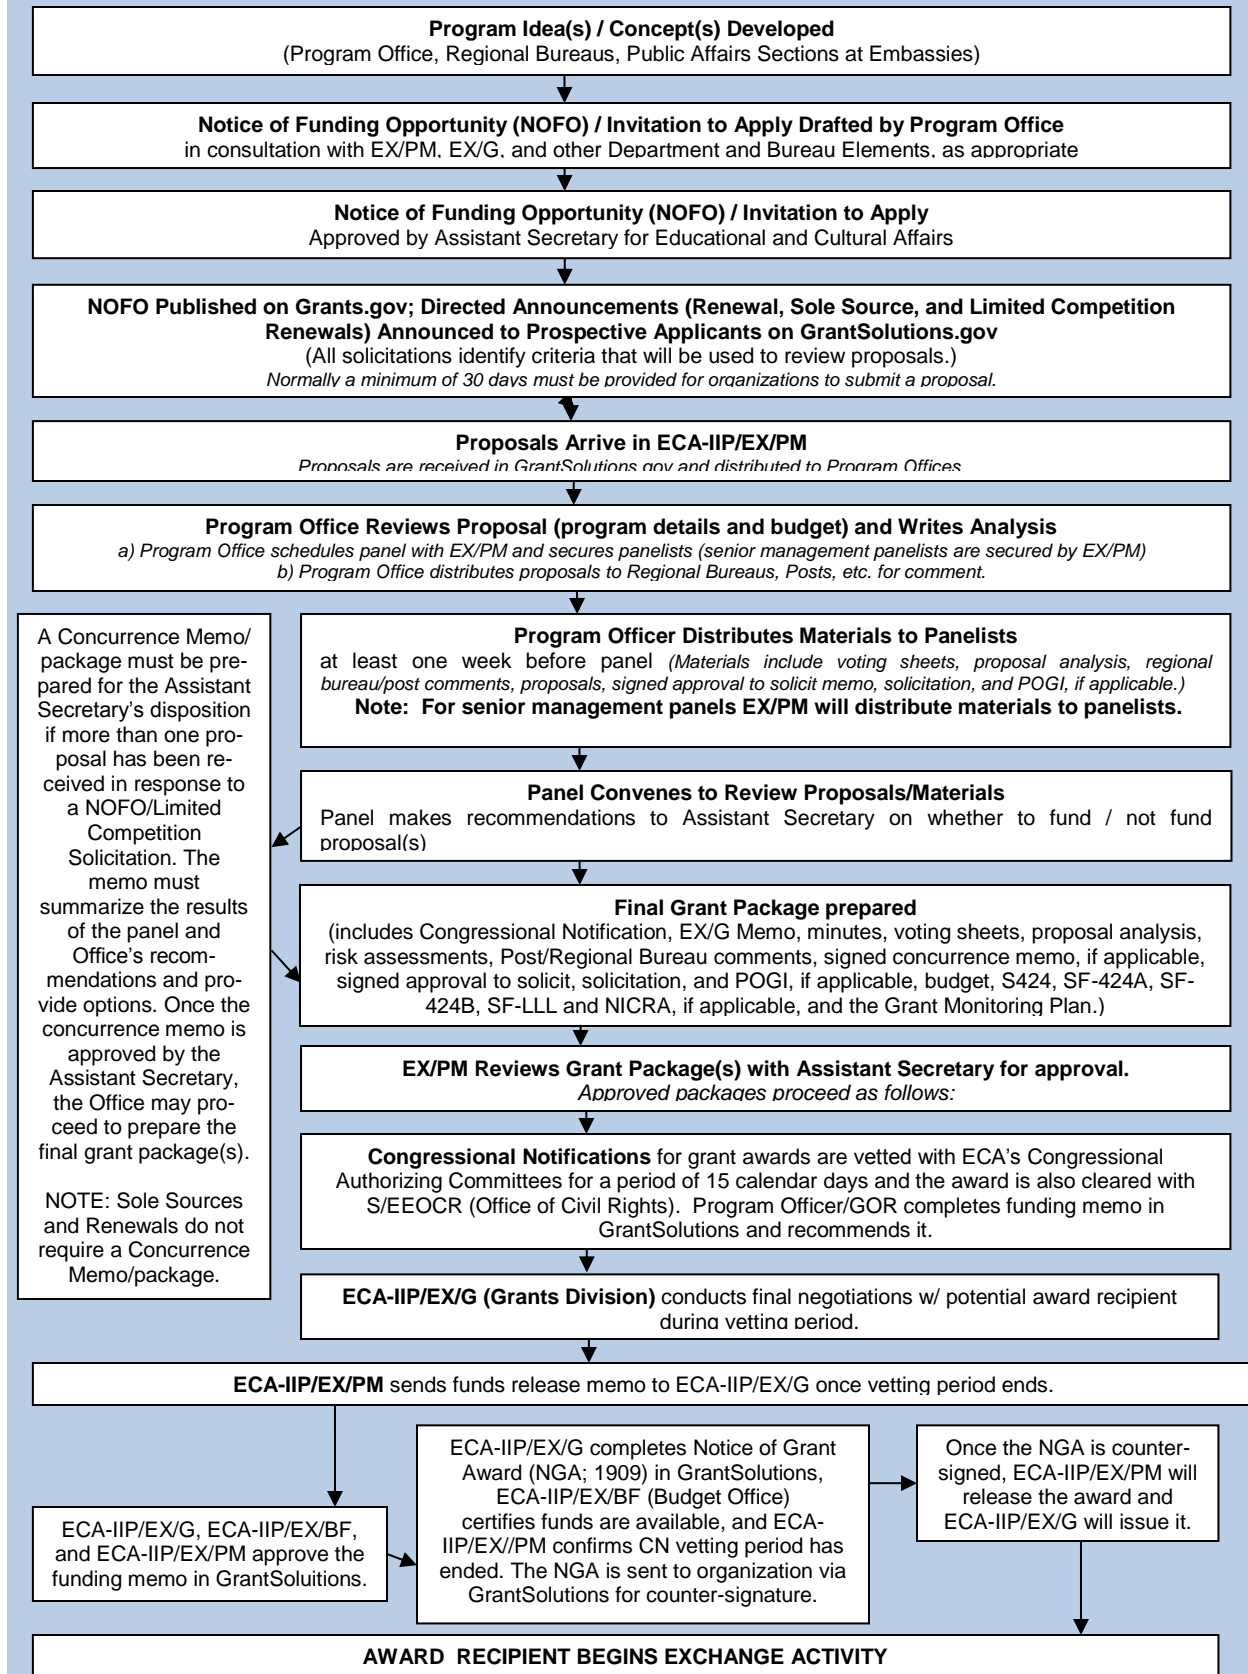 Program Idea(s) / Concept(s) Developed
(Program Office, Regional Bureaus, Public Affairs Sections at Embassies)
Notice of Funding Opportunity (NOFO) / Invitation to Apply Drafted by Program Office
in consultation with EX/PM, EX/G, and other Department and Bureau Elements, as appropriate
Notice of Funding Opportunity (NOFO) / Invitation to Apply
Approved by Assistant Secretary for Educational and Cultural Affairs
NOFO Published on Grants.gov; Directed Announcements (Renewal, Sole Source, and Limited Competition
Renewals) Announced to Prospective Applicants on GrantSolutions.gov
(All solicitations identify criteria that will be used to review proposals.)
Normally a minimum of 30 days must be provided for organizations to submit a proposal.
Proposals Arrive in ECA-IIP/EX/PM
Proposals are received in GrantSolutions.gov and distributed to Program Offices
Program Office Reviews Proposal (program details and budget) and Writes Analysis
a) Program Office schedules panel with EX/PM and secures panelists (senior management panelists are secured by EX/PM)
b) Program Office distributes proposals to Regional Bureaus, Posts, etc. for comment.
A Concurrence Memo/
package must be pre-
pared for the Assistant
Secretary's disposition
if more than one pro-
posal has been re-
ceived in response to
a NOFO/Limited
Competition
Solicitation. The
memo must
summarize the results
of the panel and
Office's recom-
mendations and pro-
vide options. Once the
concurrence memo is
approved by the
Assistant Secretary,
the Office may pro-
ceed to prepare the
final grant package(s).
NOTE: Sole Sources
and Renewals do not
require a Concurrence
Memo/package.
Program Officer Distributes Materials to Panelists
at least one week before panel (Materials include voting sheets, proposal analysis, regional
bureau/post comments, proposals, signed approval to solicit memo, solicitation, and POGI, if applicable.)
Note: For senior management panels EX/PM will distribute materials to panelists.
Panel Convenes to Review Proposals/Materials
Panel makes recommendations to Assistant Secretary on whether to fund / not fund
proposal(s)
Final Grant Package prepared
(includes Congressional Notification, EX/G Memo, minutes, voting sheets, proposal analysis,
risk assessments, Post/Regional Bureau comments, signed concurrence memo, if applicable,
signed approval to solicit, solicitation, and POGI, if applicable, budget, S424, SF-424A, SF-
424B, SF-LLL and NICRA, if applicable, and the Grant Monitoring Plan.)
EX/PM Reviews Grant Package(s) with Assistant Secretary for approval.
Approved packages proceed as follows:
Congressional Notifications for grant awards are vetted with ECA's Congressional
Authorizing Committees for a period of 15 calendar days and the award is also cleared with
S/EEOCR (Office of Civil Rights). Program Officer/GOR completes funding memo in
GrantSolutions and recommends it.
ECA-IIP/EX/G (Grants Division) conducts final negotiations w/ potential award recipient
during vetting period.
ECA-IIP/EX/PM sends funds release memo to ECA-IIP/EX/G once vetting period ends.
ECA-IIP/EX/G, ECA-IIP/EX/BF,
and ECA-IIP/EX/PM approve the
funding memo in GrantSoluitions.
ECA-IIP/EX/G completes Notice of Grant
Award (NGA; 1909) in GrantSolutions,
ECA-IIP/EX/BF (Budget Office)
certifies funds are available, and ECA-
IIP/EX//PM confirms CN vetting period has
ended. The NGA is sent to organization via
GrantSolutions for counter-signature.
Once the NGA is counter-
signed, ECA-IIP/EX/PM will
release the award and
ECA-IIP/EX/G will issue it.
AWARD RECIPIENT BEGINS EXCHANGE ACTIVITY